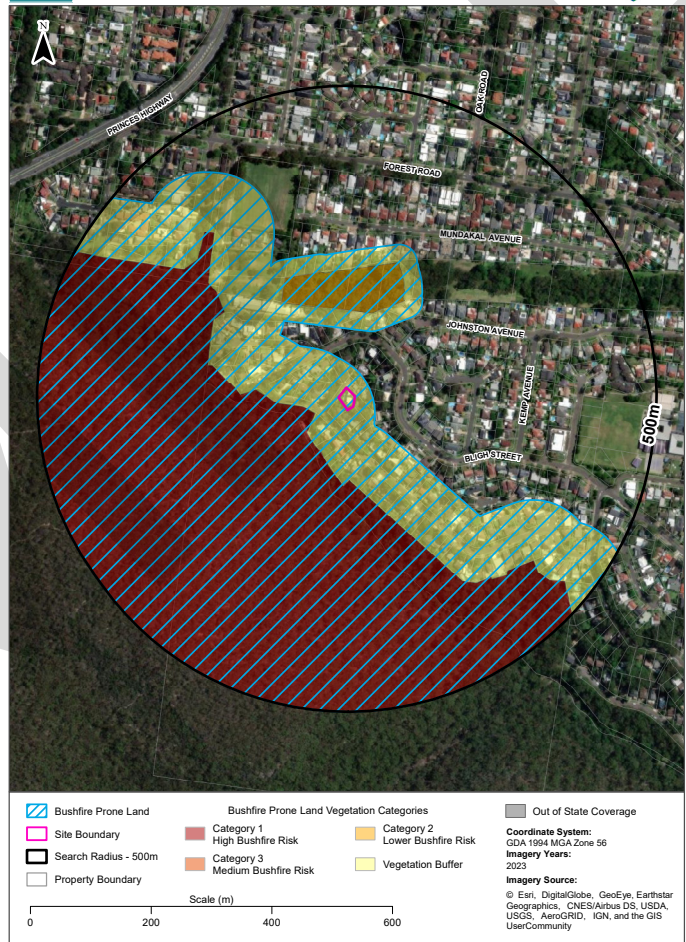 N
PRINCES HIGHWAY
OAK ROAD
FOREST ROAD
MUNDAKAL AVENUE
JOHNSTON AVENUE
KEMP AVENUE
500m
BLIGH STREET
Bushfire Prone Land
Site Boundary
Search Radius - 500m
Property Boundary
Bushfire Prone Land Vegetation Categories
Category 1
High Bushfire Risk
Category 3
Medium Bushfire Risk
Category 2
Lower Bushfire Risk
Vegetation Buffer
Out of State Coverage
Coordinate System:
GDA 1994 MGA Zone 56
Imagery Years:
2023
Imagery Source:
© Esri, DigitalGlobe, GeoEye, Earthstar
Geographics, CNES/Airbus DS, USDA,
USGS, AeroGRID, IGN, and the GIS
UserCommunity
Scale (m)
0 200 400 600